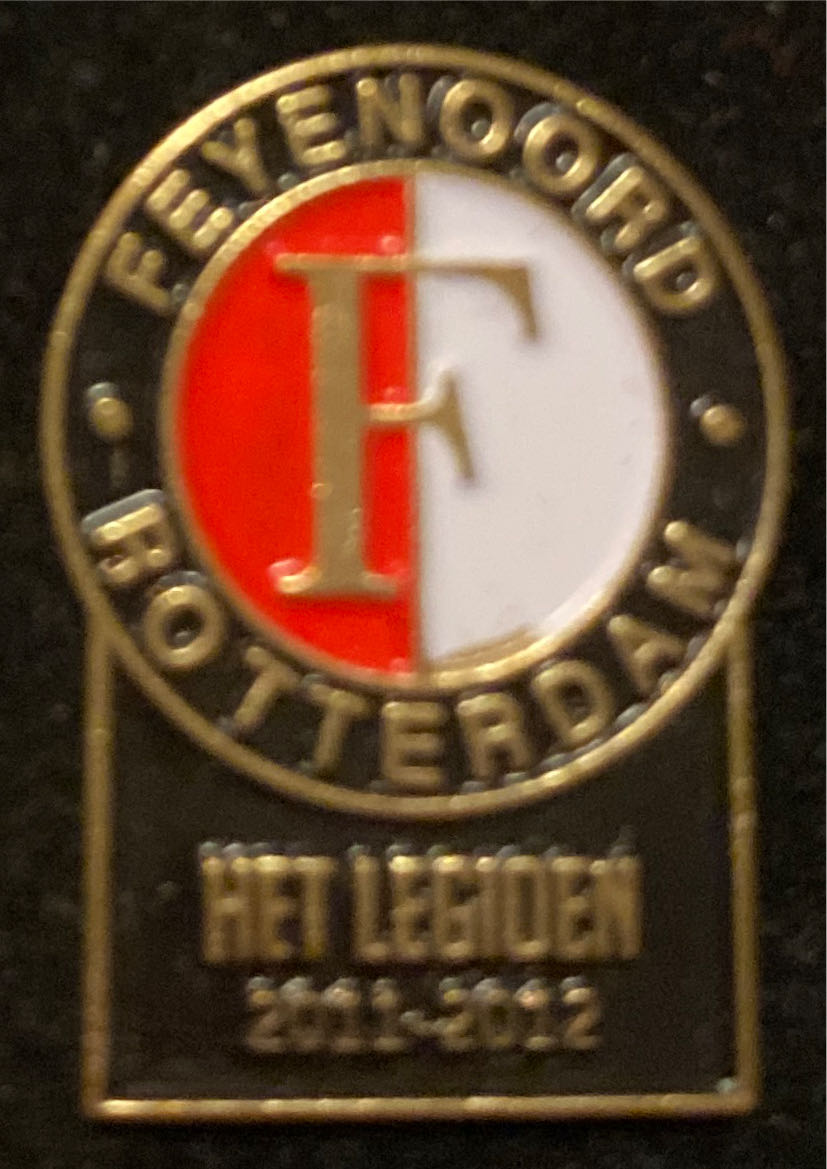 FEYENOORD
F
ROTTERDAM
HET LEGIOEN
2011-2012